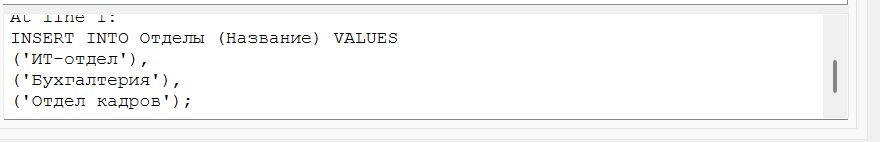 At line 1:
INSERT INTO Отделы (Название) VALUES
('ИТ-отдел'),
('Бухгалтерия'),
('Отдел кадров');